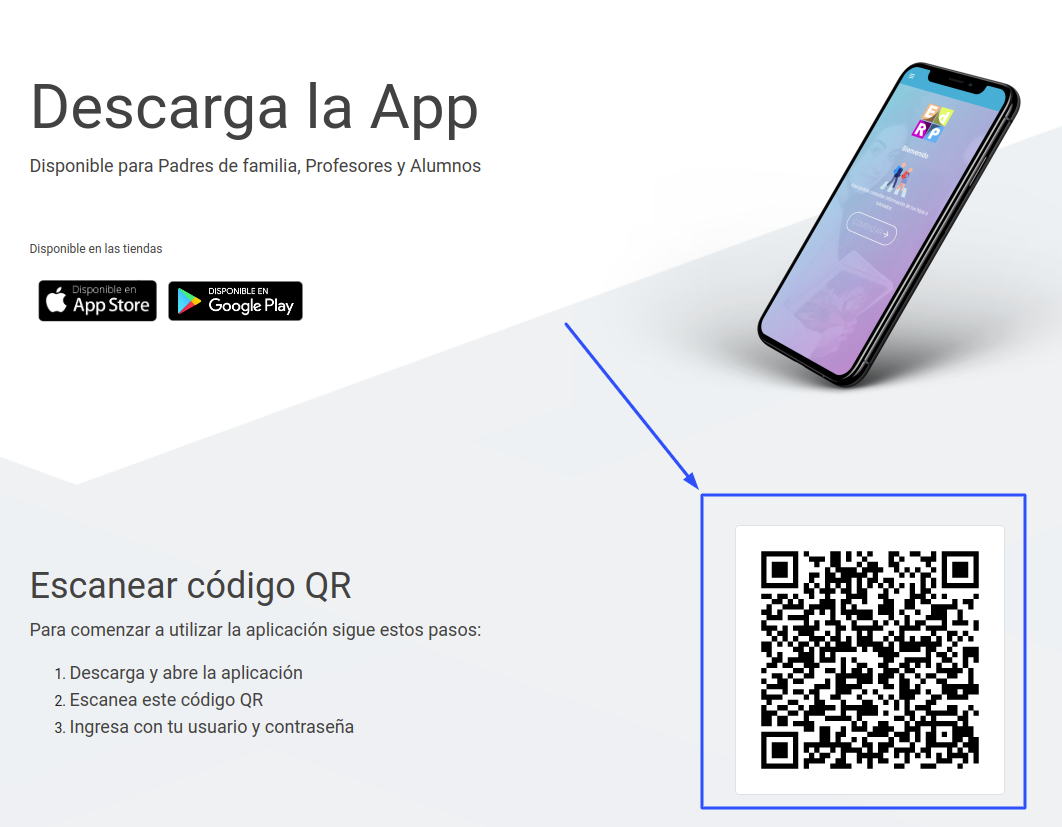 Descarga la App
Disponible para Padres de familia, Profesores y Alumnos
Disponible en las tiendas
Disponible en
App Store
DISPONIBLE EN
Google Play
Ed
RP
Bienvenido
Escanear código QR
Para comenzar a utilizar la aplicación sigue estos pasos:
1. Descarga y abre la aplicación
2. Escanea este código QR
3. Ingresa con tu usuario y contraseña